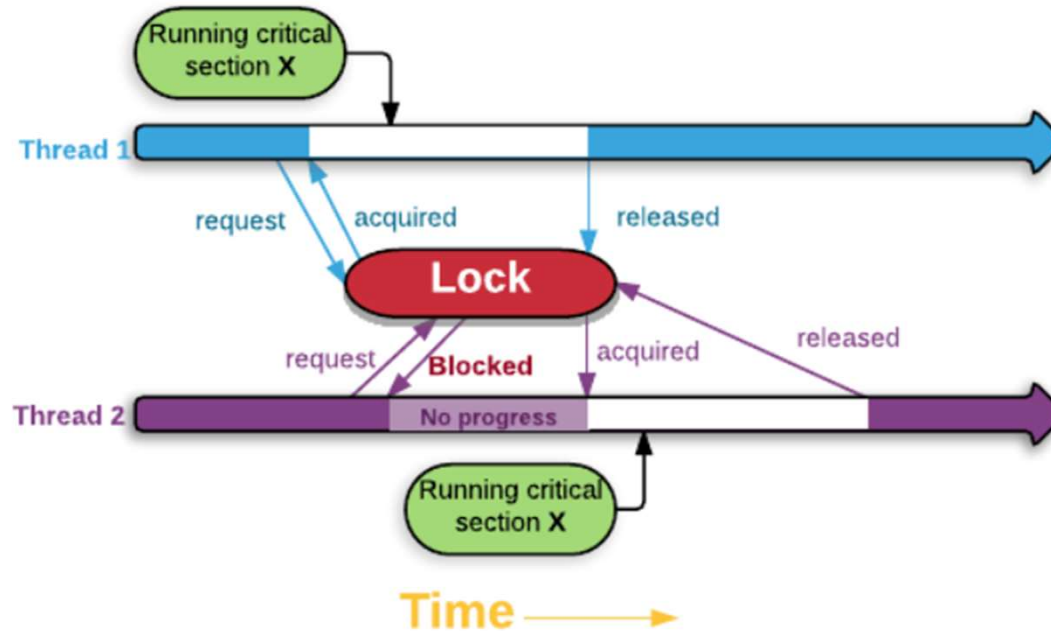 Running critical
section X
Thread 1
request
acquired
released
Lock
request
Blocked
acquired
released
Thread 2
No progress
Running critical
section X
Time